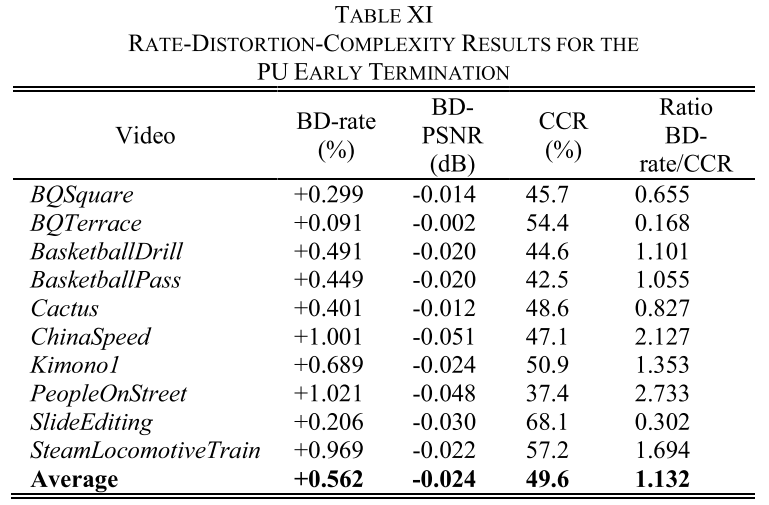 TABLE XI
RATE-DISTORTION-COMPLEXITY RESULTS FOR THE
PU EARLY TERMINATION
Video BD-rate (%) BD-PSNR (dB) CCR (%) Ratio BD-rate/CCR
BQSquare +0.299 -0.014 45.7 0.655
BQTerrace +0.091 -0.002 54.4 0.168
BasketballDrill +0.491 -0.020 44.6 1.101
BasketballPass +0.449 -0.020 42.5 1.055
Cactus +0.401 -0.012 48.6 0.827
ChinaSpeed +1.001 -0.051 47.1 2.127
Kimono1 +0.689 -0.024 50.9 1.353
PeopleOnStreet +1.021 -0.048 37.4 2.733
SlideEditing +0.206 -0.030 68.1 0.302
SteamLocomotiveTrain +0.969 -0.022 57.2 1.694
Average +0.562 -0.024 49.6 1.132